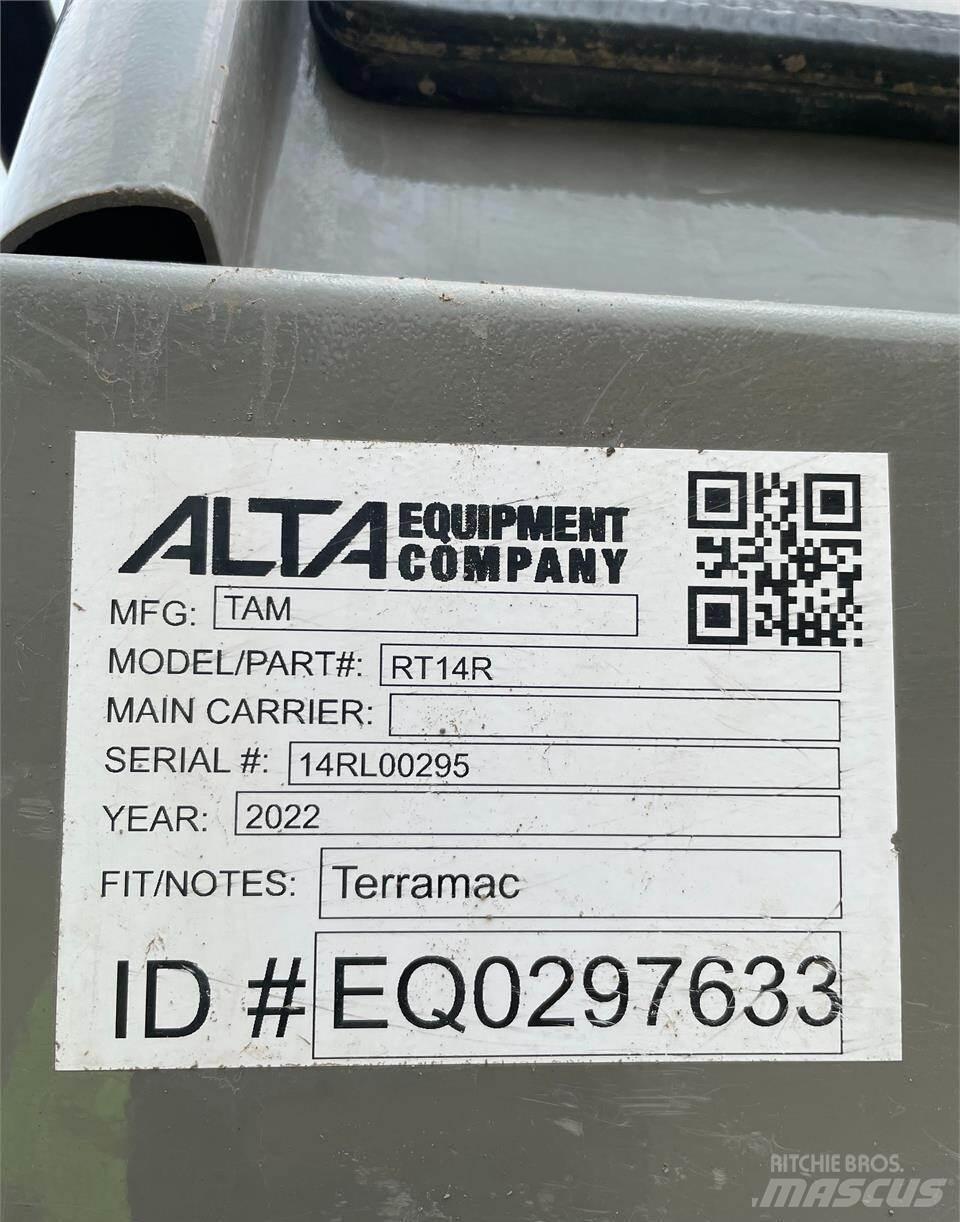 ALTA EQUIPMENT COMPANY
MFG: TAM
MODEL/PART#: RT14R
MAIN CARRIER:
SERIAL #: 14RL00295
YEAR: 2022
FIT/NOTES: Terramac
ID # EQ0297633
RITCHIE BROS.
MASCUS